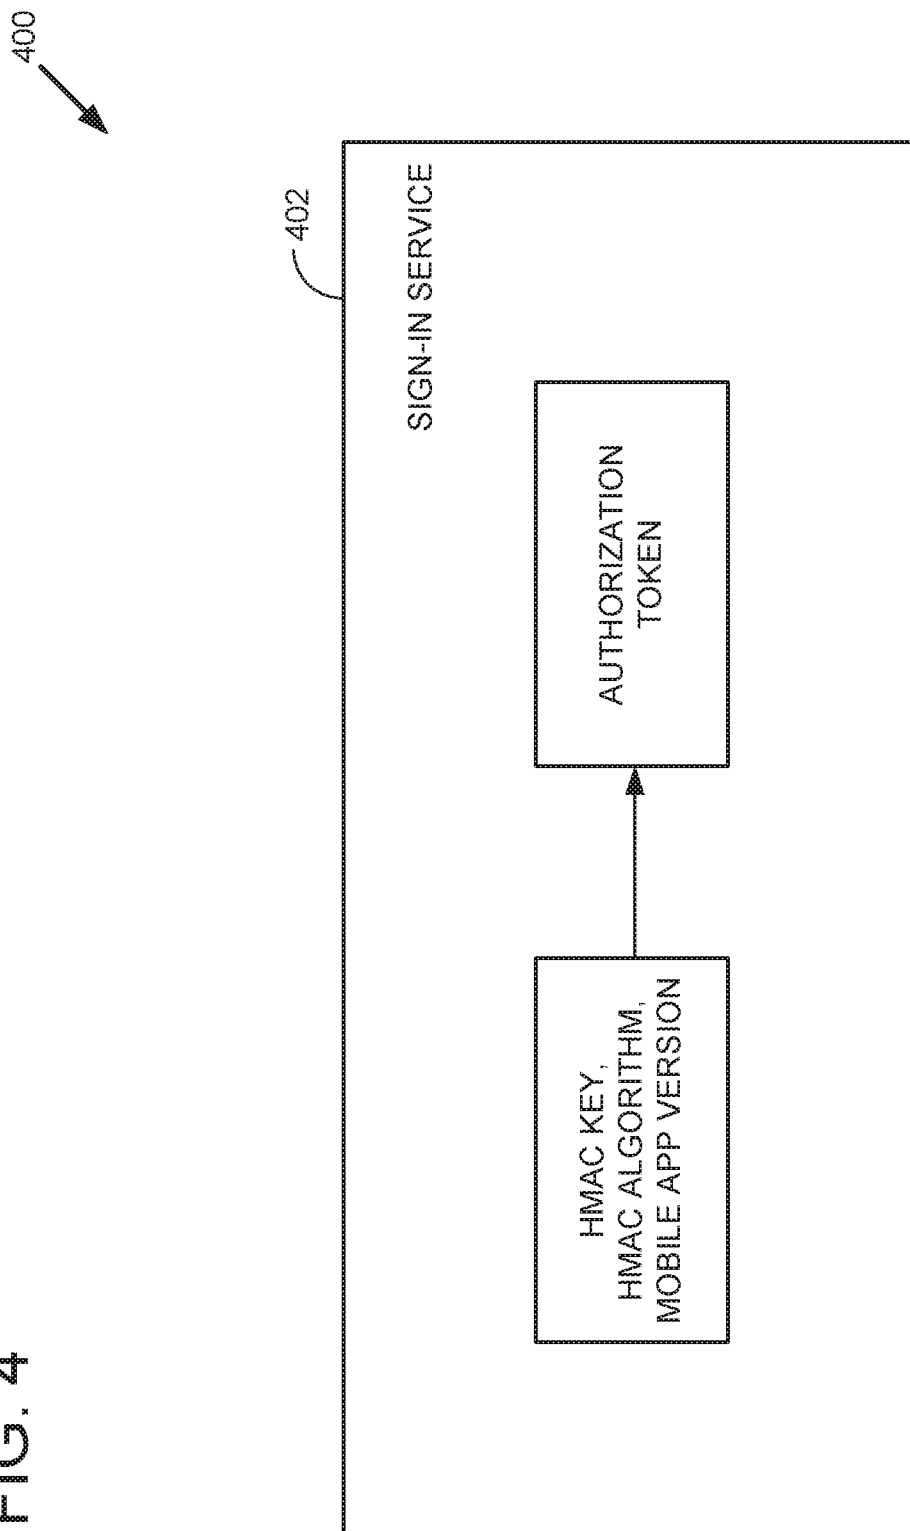 FIG. 4
400
402
SIGN-IN SERVICE
HMAC KEY,
HMAC ALGORITHM,
MOBILE APP VERSION
AUTHORIZATION
TOKEN